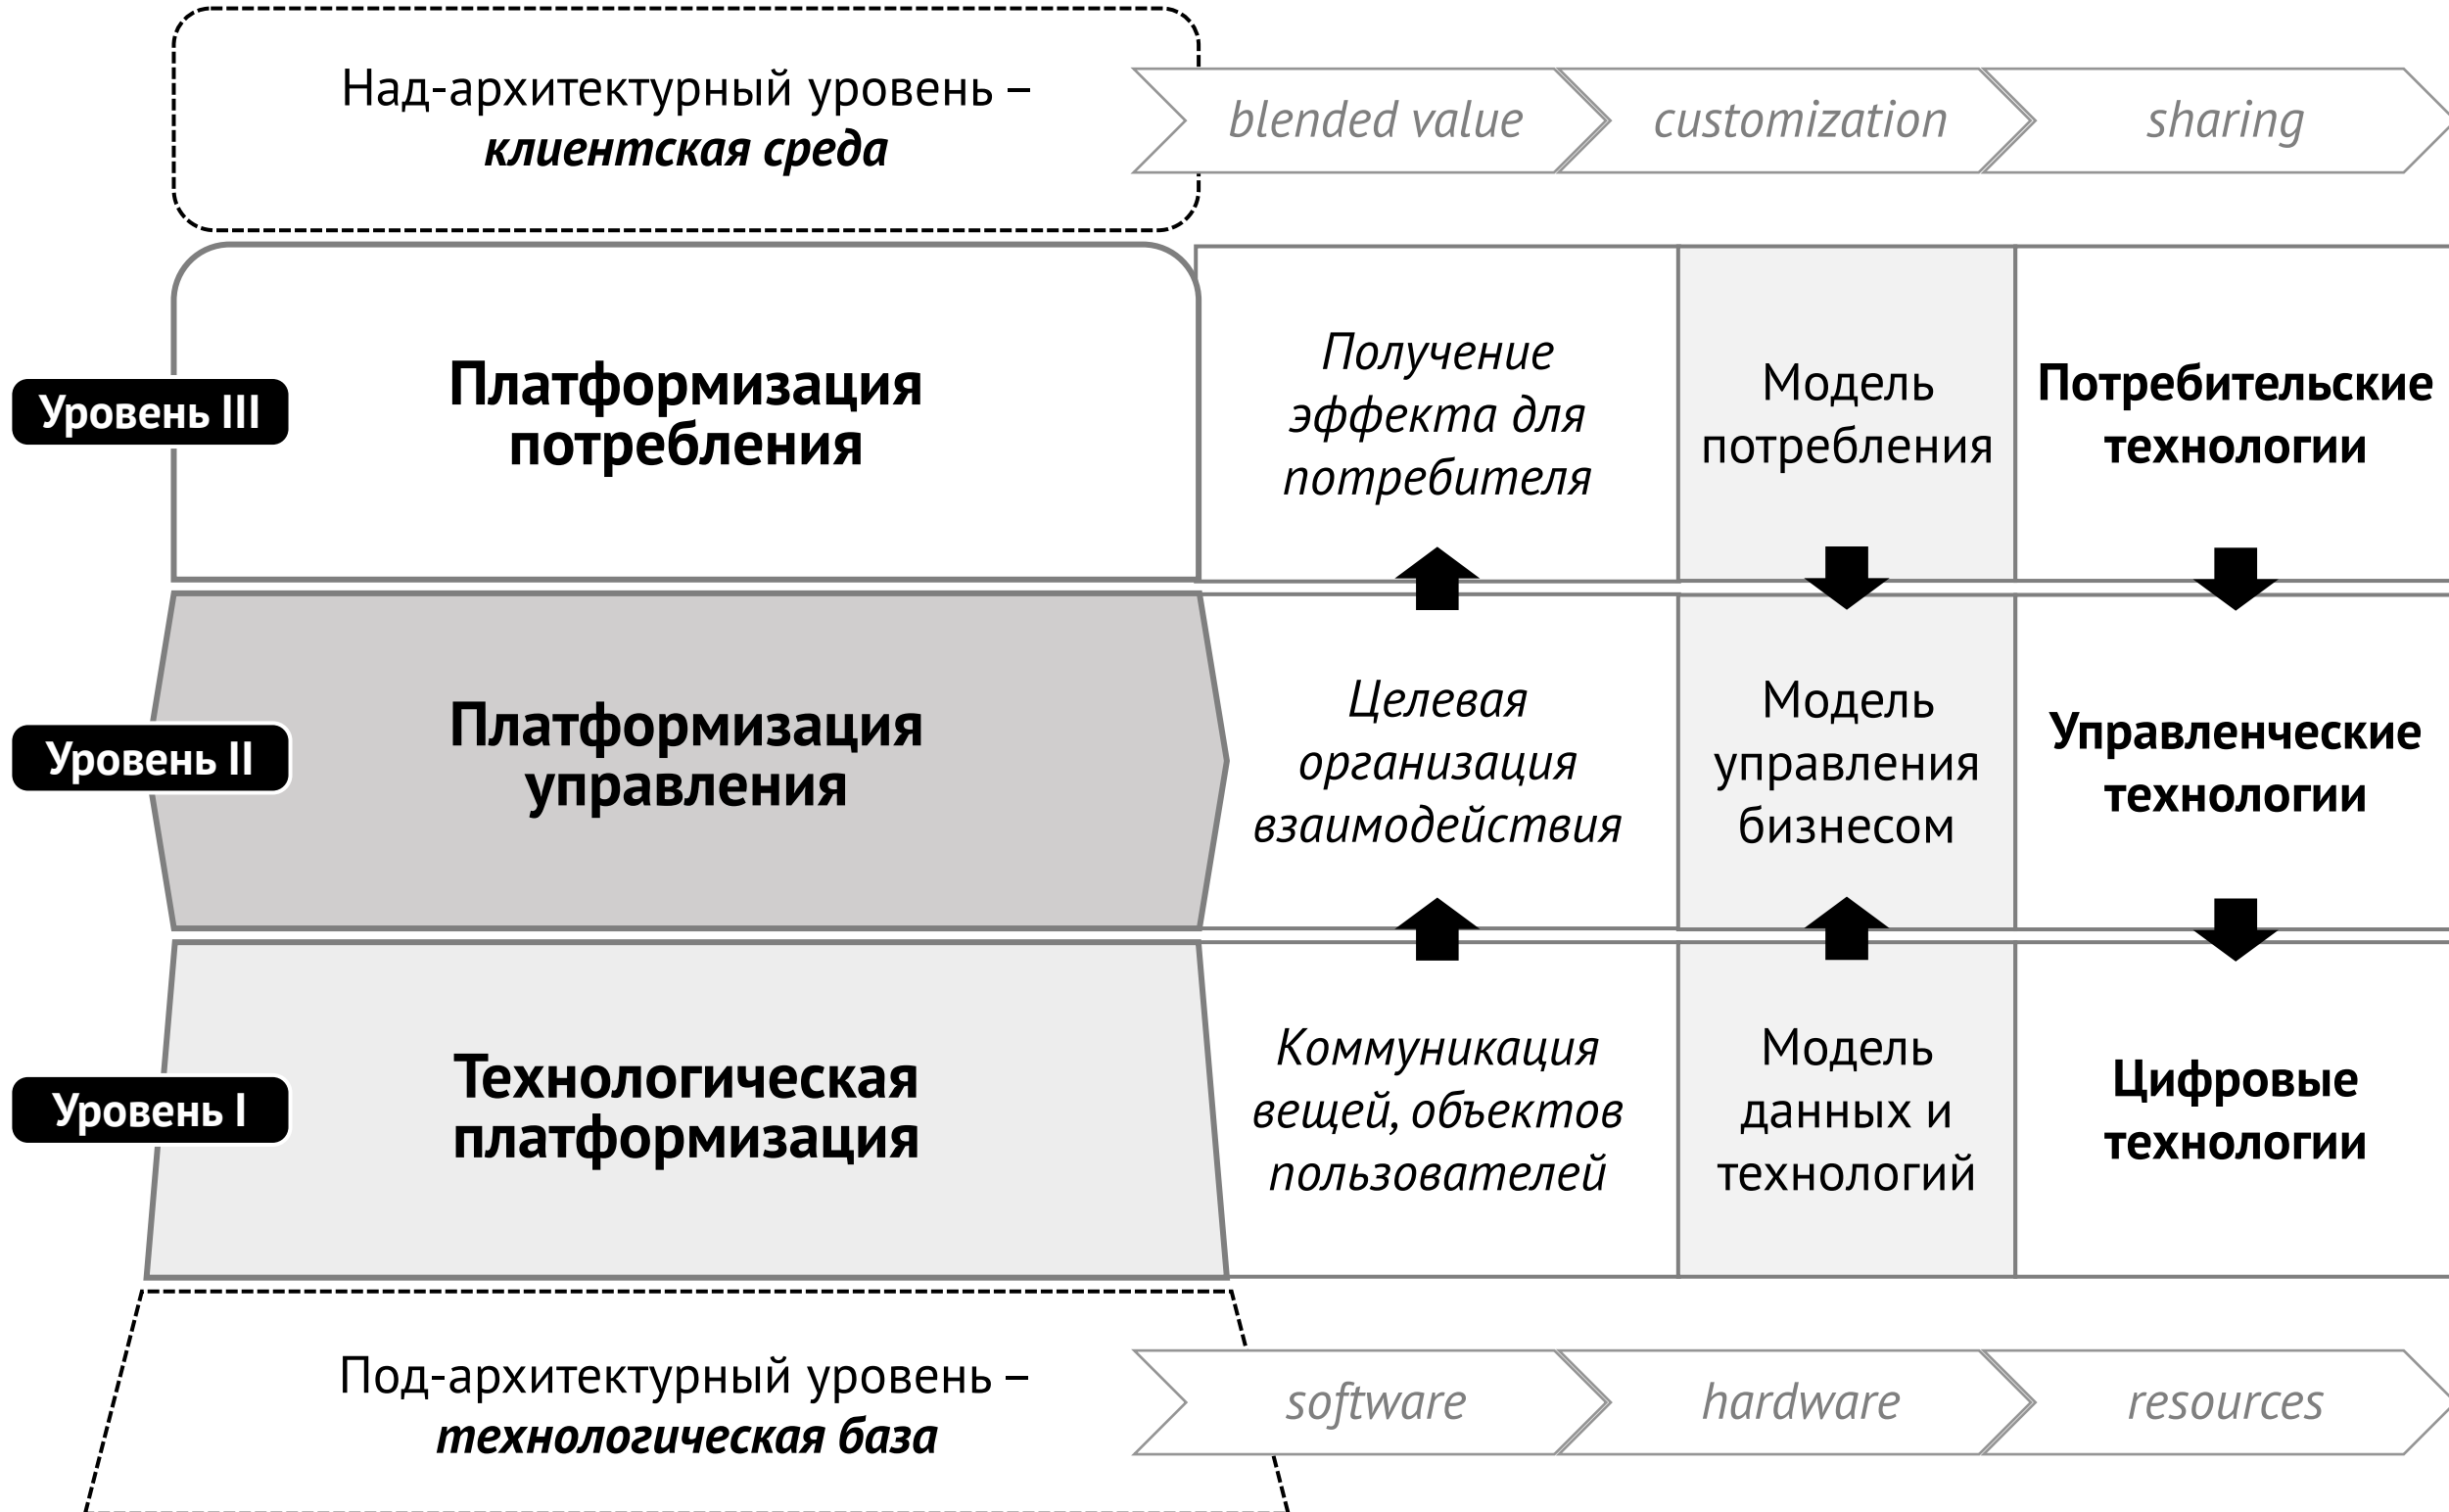 Над-архитектурный уровень –
клиентская среда
blended value
customization
sharing
Уровень III
Платформизация
потребления
Получение
эффекта для
потребителя
Модель
потребления
Потребительские
технологии
Уровень II
Платформизация
управления
Целевая
организация
взаимодействия
Модель
управления
бизнесом
Управленческие
технологии
Уровень I
Технологическая
платформизация
Коммуникация
вещей, объектов
пользователей
Модель
данных и
технологий
Цифровые
технологии
Под-архитектурный уровень –
технологическая база
software
hardware
resources